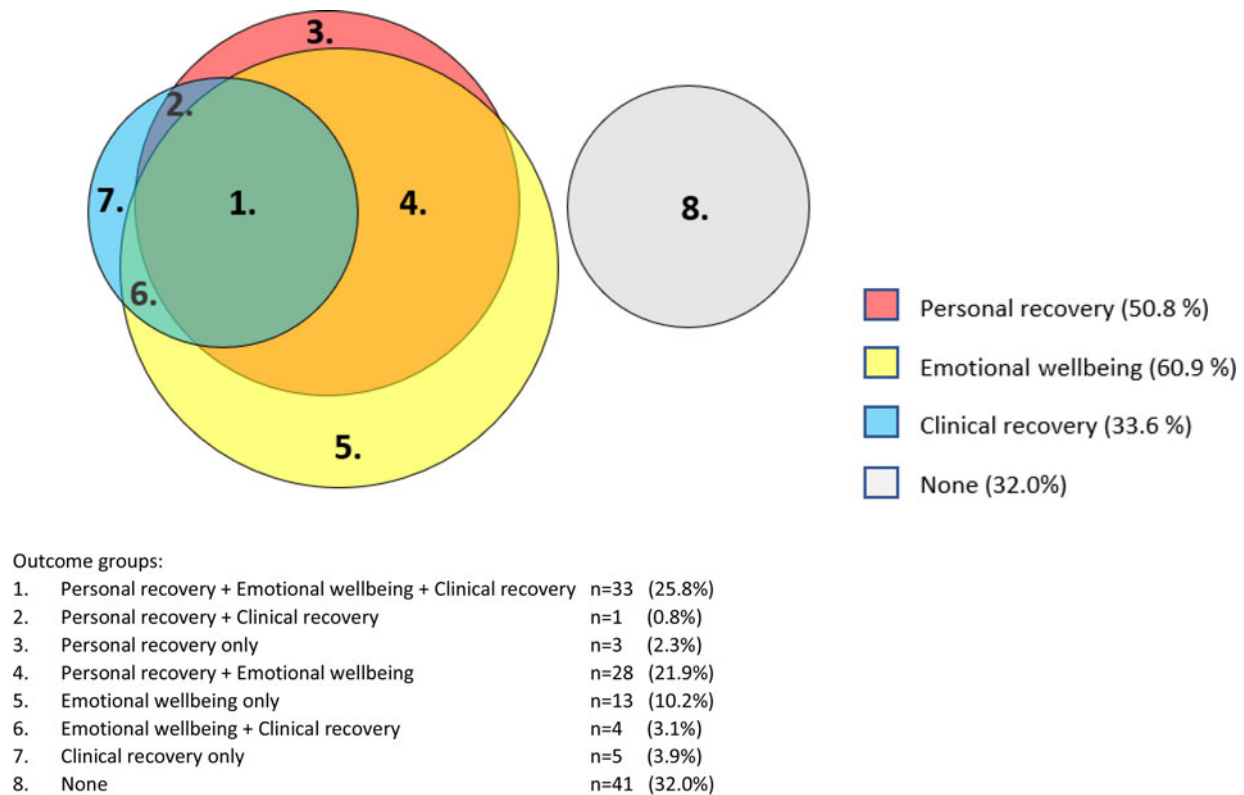 3.
2.
7.
1.
4.
8.
6.
5.
Personal recovery (50.8 %)
Emotional wellbeing (60.9 %)
Clinical recovery (33.6 %)
None (32.0%)
Outcome groups:
1. Personal recovery + Emotional wellbeing + Clinical recovery n=33 (25.8%)
2. Personal recovery + Clinical recovery n=1 (0.8%)
3. Personal recovery only n=3 (2.3%)
4. Personal recovery + Emotional wellbeing n=28 (21.9%)
5. Emotional wellbeing only n=13 (10.2%)
6. Emotional wellbeing + Clinical recovery n=4 (3.1%)
7. Clinical recovery only n=5 (3.9%)
8. None n=41 (32.0%)